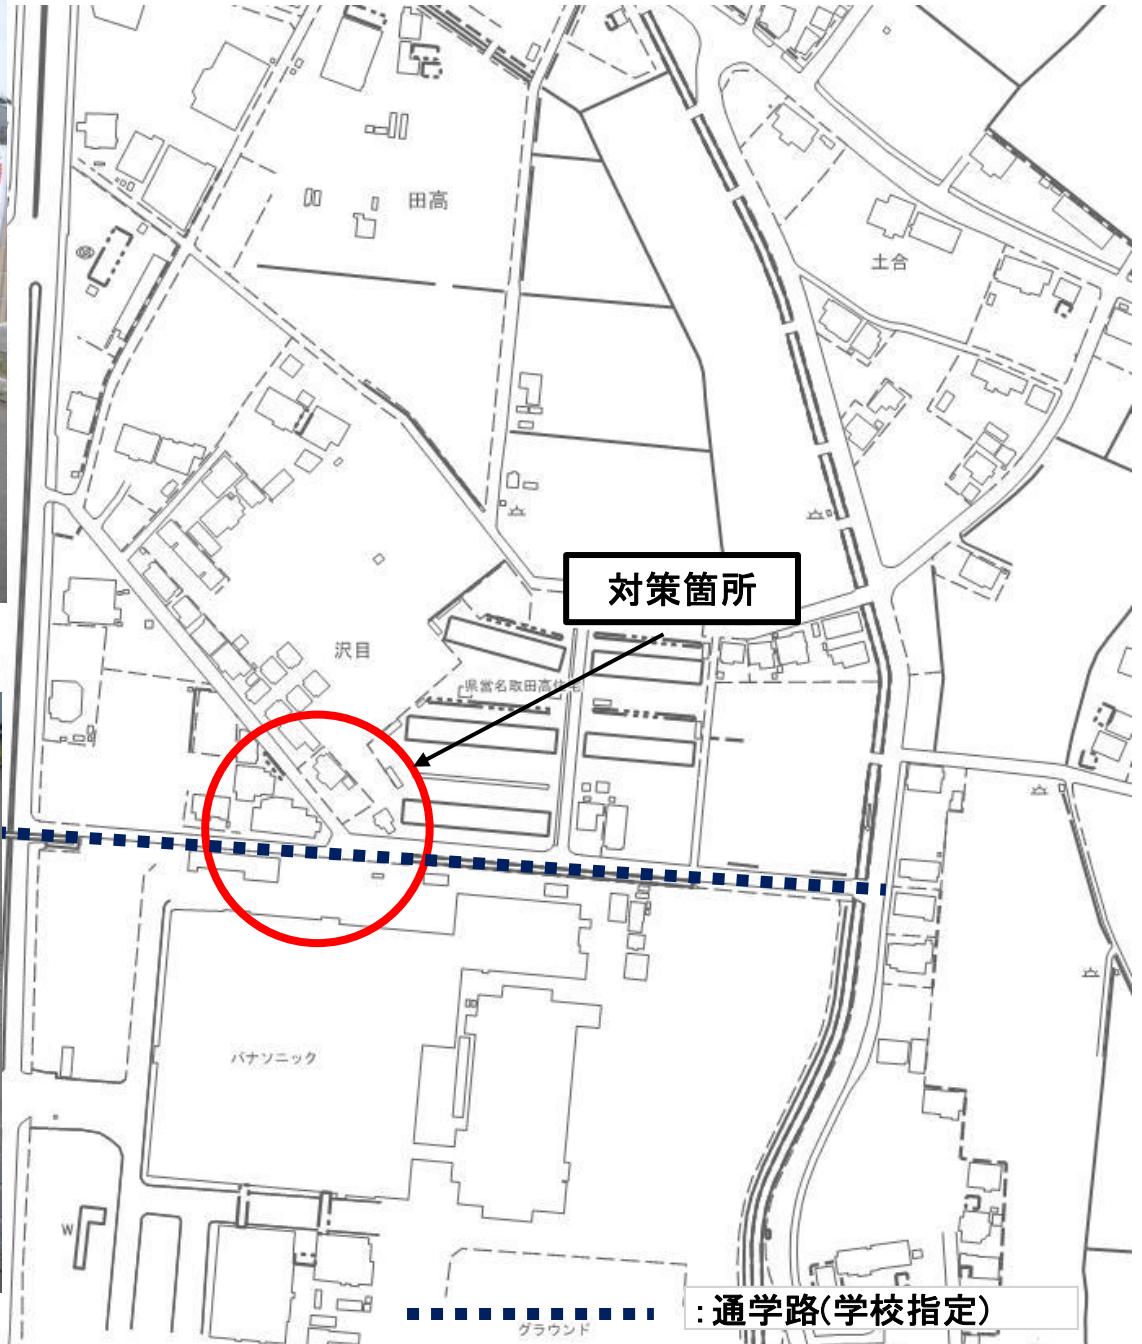 田高
土合
対策箇所
沢目
県営名取田高住宅
パナソニック
W
:通学路(学校指定)
グラウンド